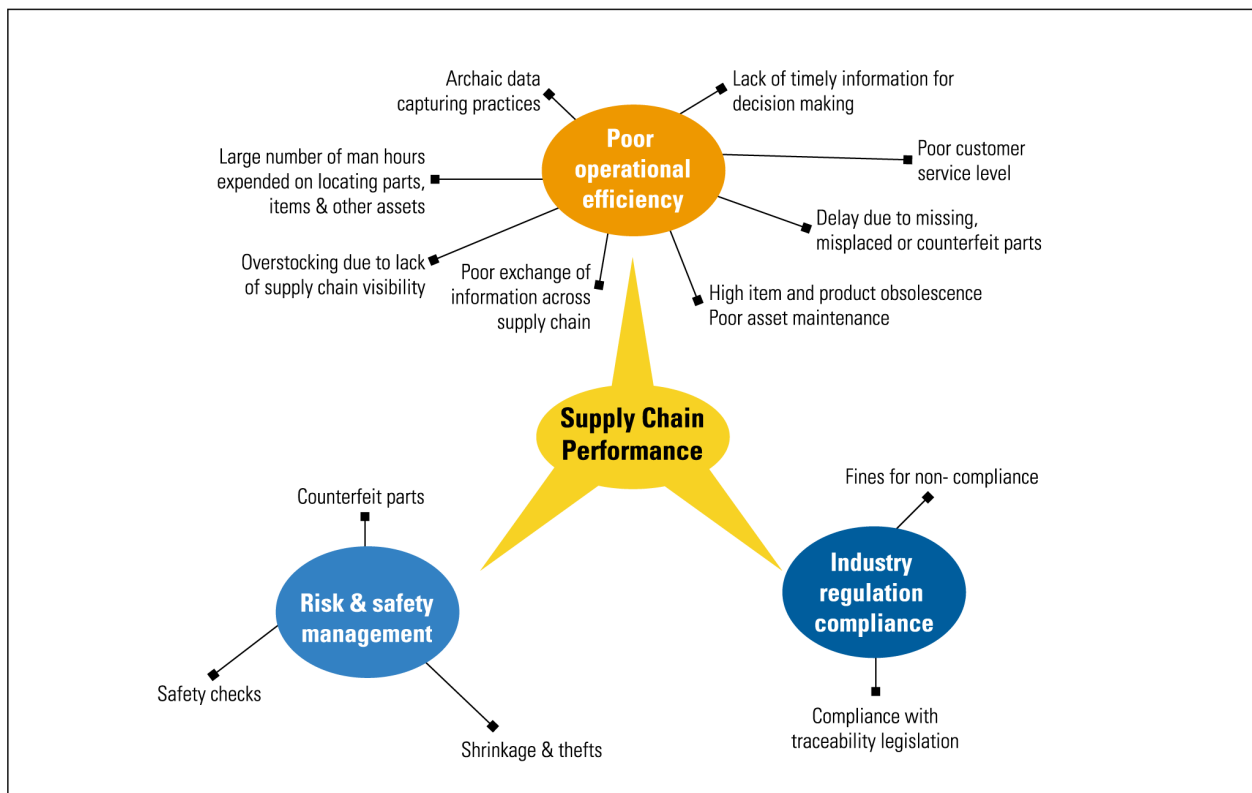 Archaic data
capturing practices
Lack of timely information for
decision making
Poor
operational
efficiency
Large number of man hours
expended on locating parts,
items & other assets
Poor customer
service level
Delay due to missing,
misplaced or counterfeit parts
Overstocking due to lack
of supply chain visibility
Poor exchange of
information across
supply chain
High item and product obsolescence
Poor asset maintenance
Supply Chain
Performance
Counterfeit parts
Risk & safety
management
Safety checks
Shrinkage & thefts
Fines for non- compliance
Industry
regulation
compliance
Compliance with
traceability legislation